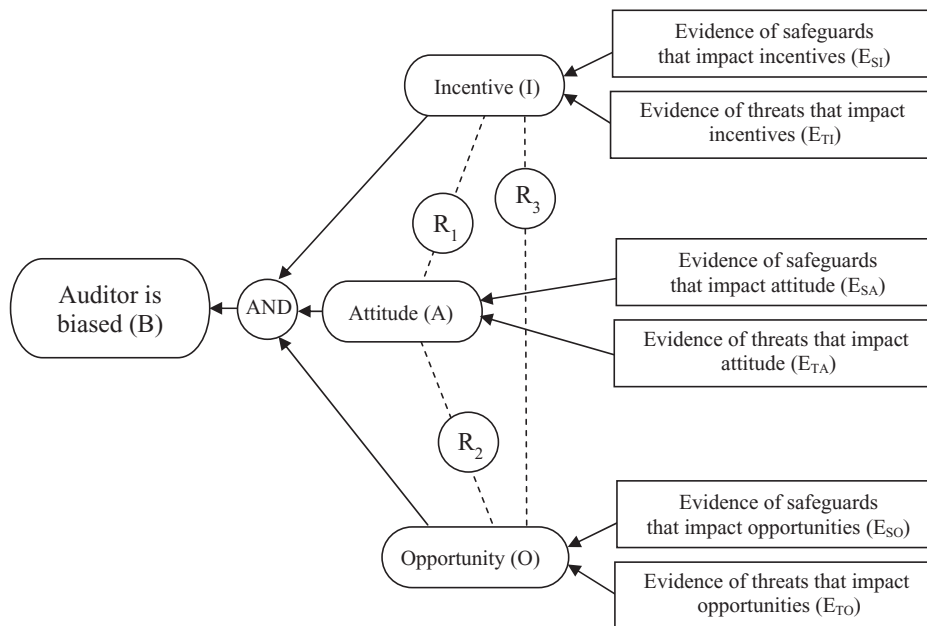 Evidence of safeguards
that impact incentives (E_SI)
Incentive (I)
Evidence of threats that impact
incentives (E_TI)
R_3
R_1
Evidence of safeguards
that impact attitude (E_SA)
Auditor is
biased (B)
AND
Attitude (A)
Evidence of threats that impact
attitude (E_TA)
R_2
Evidence of safeguards
that impact opportunities (E_SO)
Opportunity (O)
Evidence of threats that impact
opportunities (E_TO)